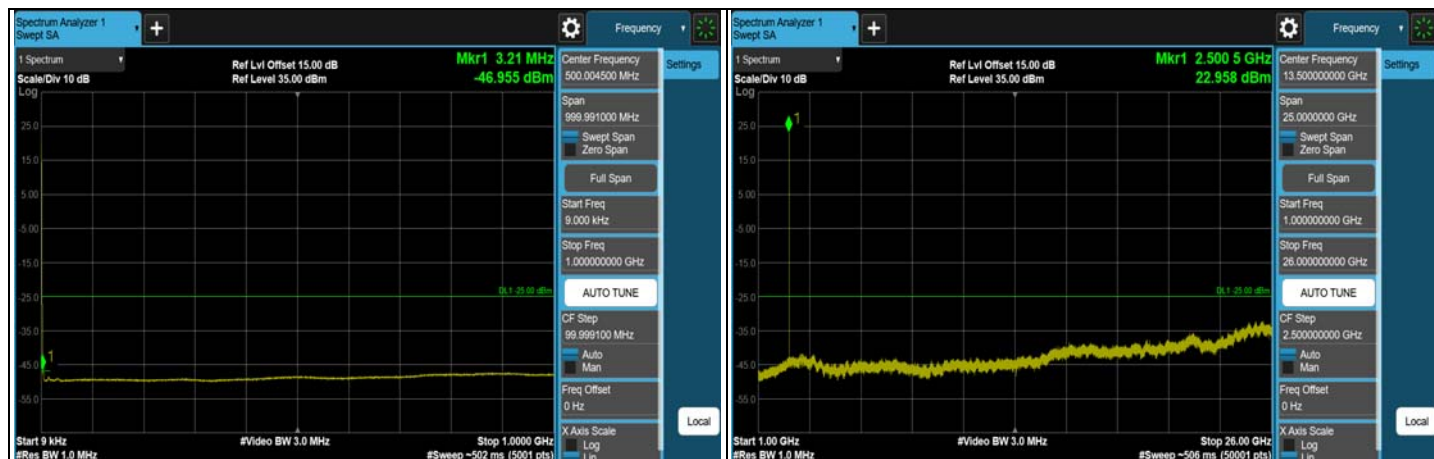 Spectrum Analyzer 1
Swept SA
+
Frequency
1 Spectrum
Scale/Div 10 dB
Log
Ref Lvl Offset 15.00 dB
Ref Level 35.00 dBm
Mkr1 3.21 MHz
-46.955 dBm
25.0
15.0
5.00
-5.00
-15.0
-25.0
-35.0
-45.0
-55.0
1
DL1 -25.00 dBm
Start 9 kHz
#Res BW 1.0 MHz
#Video BW 3.0 MHz
Stop 1.0000 GHz
#Sweep ~502 ms (5001 pts)
Center Frequency
500.004500 MHz
Span
999.991000 MHz
Swept Span
Zero Span
Full Span
Start Freq
9.000 kHz
Stop Freq
1.000000000 GHz
AUTO TUNE
CF Step
99.999100 MHz
Auto
Man
Freq Offset
0 Hz
X Axis Scale
Log
Lin
Settings
Local
Spectrum Analyzer 1
Swept SA
+
Frequency
1 Spectrum
Scale/Div 10 dB
Log
Ref Lvl Offset 15.00 dB
Ref Level 35.00 dBm
Mkr1 2.500 5 GHz
22.958 dBm
25.0
15.0
5.00
-5.00
-15.0
-25.0
-35.0
-45.0
-55.0
1
DL1 -25.00 dBm
Start 1.00 GHz
#Res BW 1.0 MHz
#Video BW 3.0 MHz
Stop 26.00 GHz
#Sweep ~506 ms (50001 pts)
Center Frequency
13.500000000 GHz
Span
25.0000000 GHz
Swept Span
Zero Span
Full Span
Start Freq
1.000000000 GHz
Stop Freq
26.000000000 GHz
AUTO TUNE
CF Step
2.500000000 GHz
Auto
Man
Freq Offset
0 Hz
X Axis Scale
Log
Lin
Settings
Local